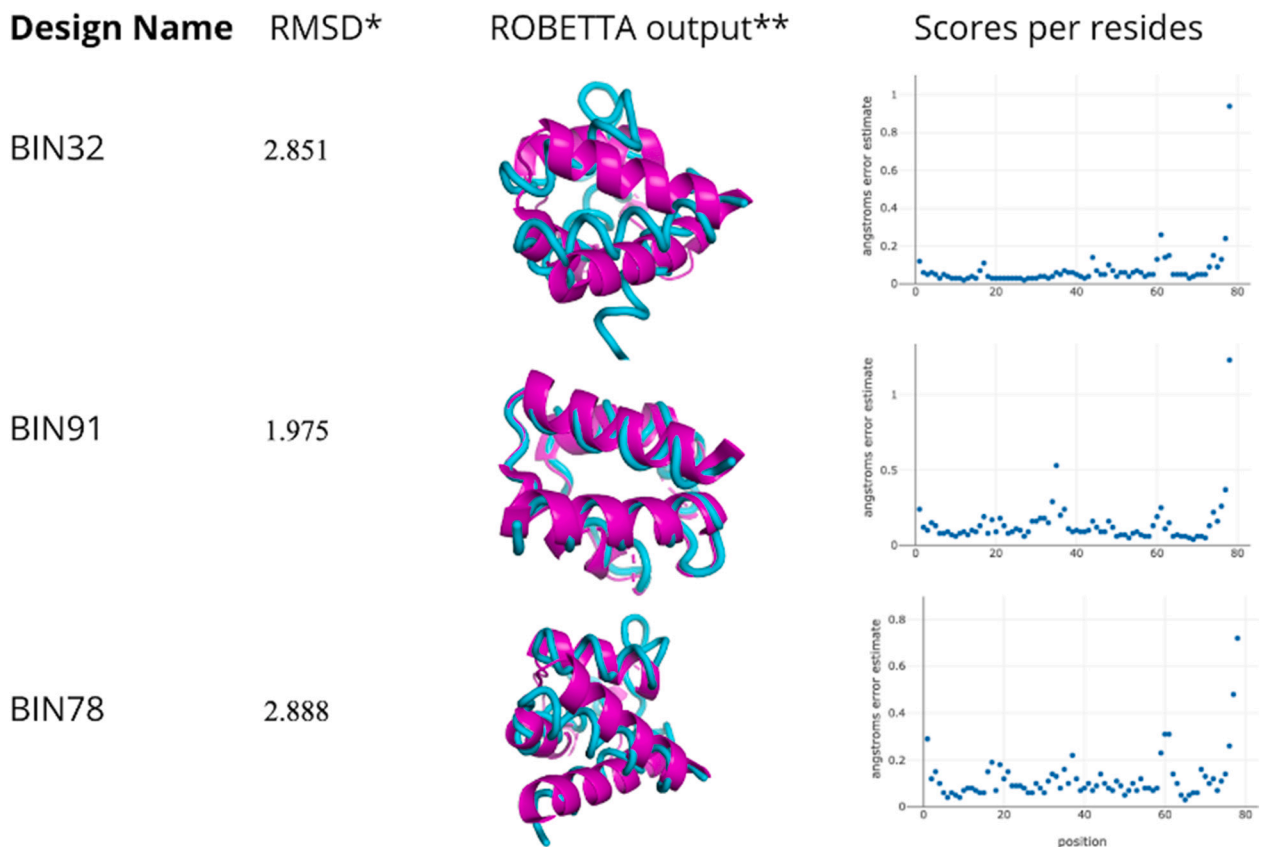 Design Name RMSD* ROBETTA output** Scores per resides
BIN32 2.851
angstroms error estimate
1
0.8
0.6
0.4
0.2
0
0 20 40 60 80
BIN91 1.975
angstroms error estimate
1
0.5
0
0 20 40 60 80
BIN78 2.888
angstroms error estimate
0.8
0.6
0.4
0.2
0
0 20 40 60 80
position